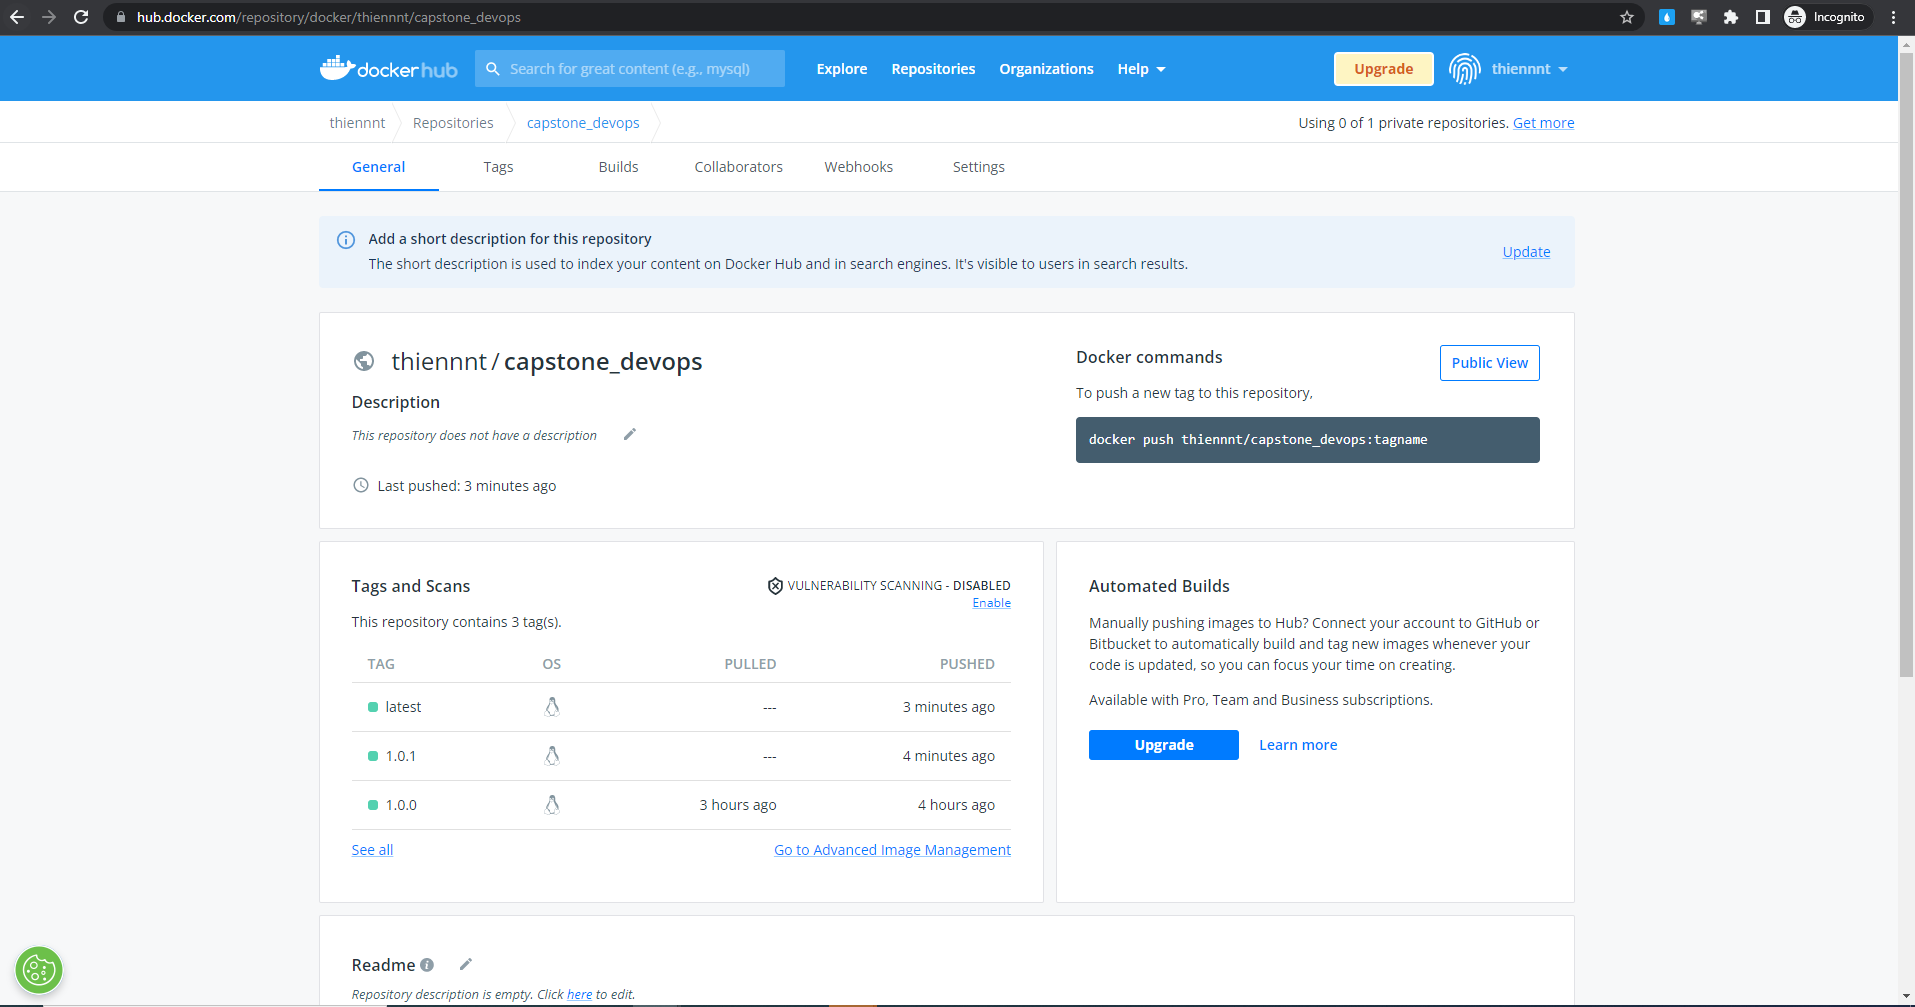 hub.docker.com/repository/docker/thiennnt/capstone_devops
Incognito
docker hub
Search for great content (e.g., mysql)
Explore
Repositories
Organizations
Help
Upgrade
thiennnt
thiennnt
Repositories
capstone_devops
Using 0 of 1 private repositories. Get more
General
Tags
Builds
Collaborators
Webhooks
Settings
Add a short description for this repository
The short description is used to index your content on Docker Hub and in search engines. It's visible to users in search results.
Update
thiennnt / capstone_devops
Description
This repository does not have a description
Last pushed: 3 minutes ago
Docker commands
Public View
To push a new tag to this repository,
docker push thiennnt/capstone_devops:tagname
Tags and Scans
VULNERABILITY SCANNING - DISABLED
Enable
This repository contains 3 tag(s).
TAG OS PULLED PUSHED
latest --- 3 minutes ago
1.0.1 --- 4 minutes ago
1.0.0 3 hours ago 4 hours ago
See all
Go to Advanced Image Management
Automated Builds
Manually pushing images to Hub? Connect your account to GitHub or
Bitbucket to automatically build and tag new images whenever your
code is updated, so you can focus your time on creating.
Available with Pro, Team and Business subscriptions.
Upgrade
Learn more
Readme
Repository description is empty. Click here to edit.